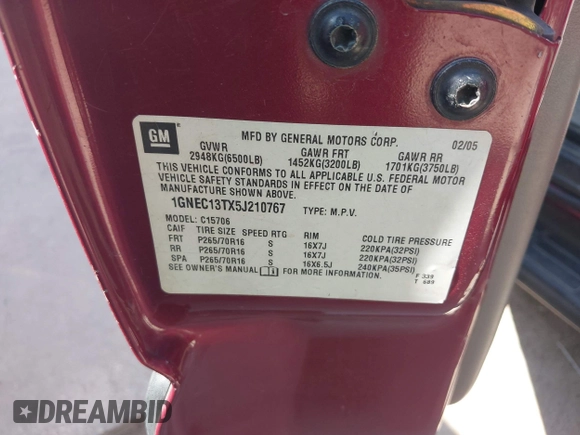 GM
MFD BY GENERAL MOTORS CORP. 02/05
GVWR GAWR FRT GAWR RR
2948KG(6500LB) 1452KG(3200LB) 1701KG(3750LB)
THIS VEHICLE CONFORMS TO ALL APPLICABLE U.S. FEDERAL MOTOR
VEHICLE SAFETY STANDARDS IN EFFECT ON THE DATE OF
MANUFACTURE SHOWN ABOVE.
1GNEC13TX5J210767 TYPE: M.P.V.
MODEL: C15706
CAIF TIRE SIZE SPEED RTG RIM COLD TIRE PRESSURE
FRT P265/70R16 S 16X7J 220KPA(32PSI)
RR P265/70R16 S 16X7J 220KPA(32PSI)
SPA P265/70R16 S 16X6.5J 240KPA(35PSI)
SEE OWNER'S MANUAL FOR MORE INFORMATION.
F 339
T 609
DREAMBID